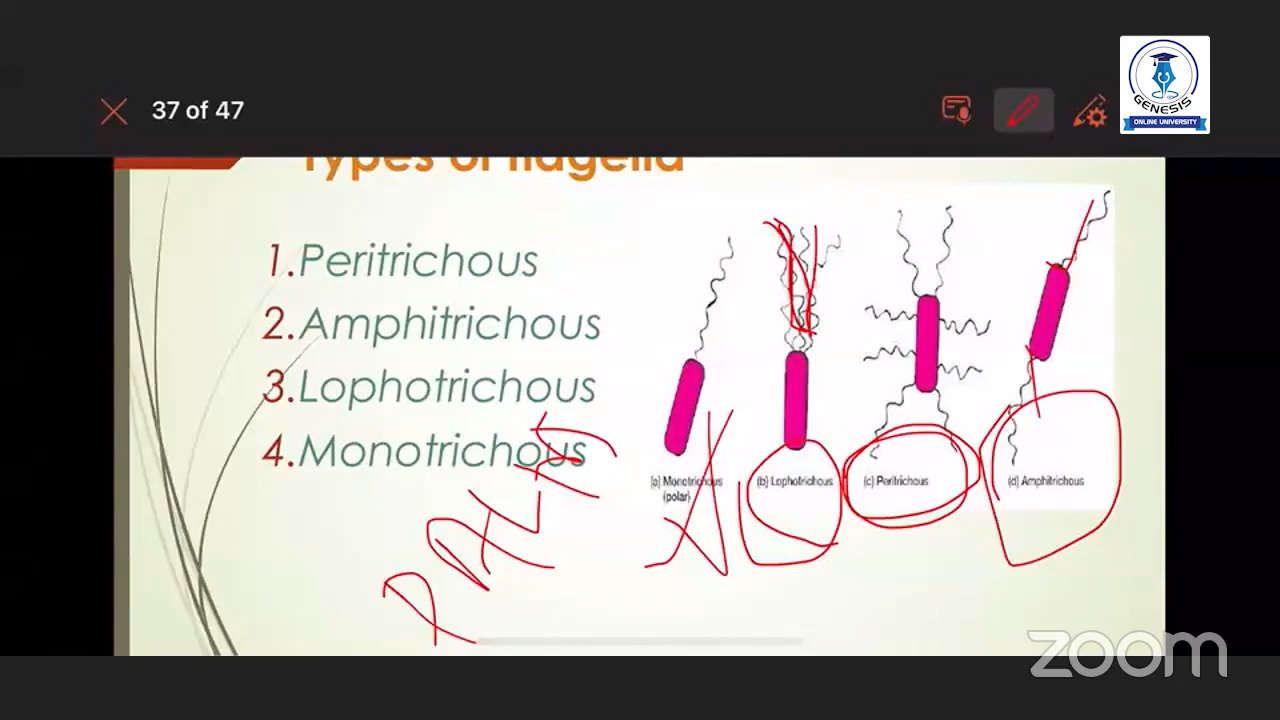 37 of 47
GENESIS
ONLINE UNIVERSITY
Types of flagella
1.Peritrichous
2.Amphitrichous
3.Lophotrichous
4.Monotrichous
(a) Monotrichous
(polar)
(b) Lophotrichous
(c) Peritrichous
(d) Amphitrichous
zoom